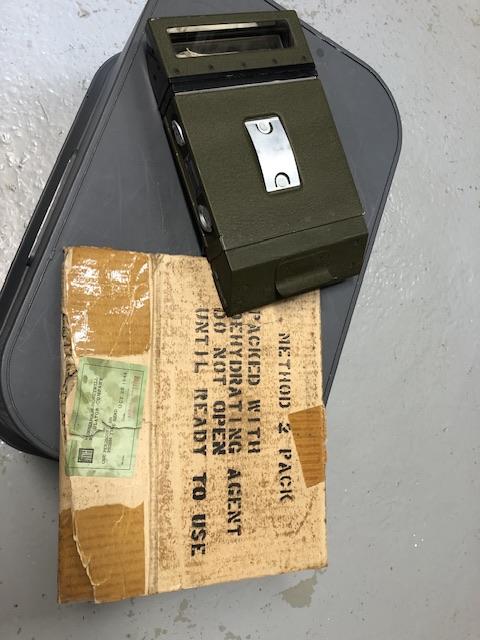 METHOD 2 PACK
PACKED WITH
DEHYDRATING AGENT
DO NOT OPEN
UNTIL READY TO USE